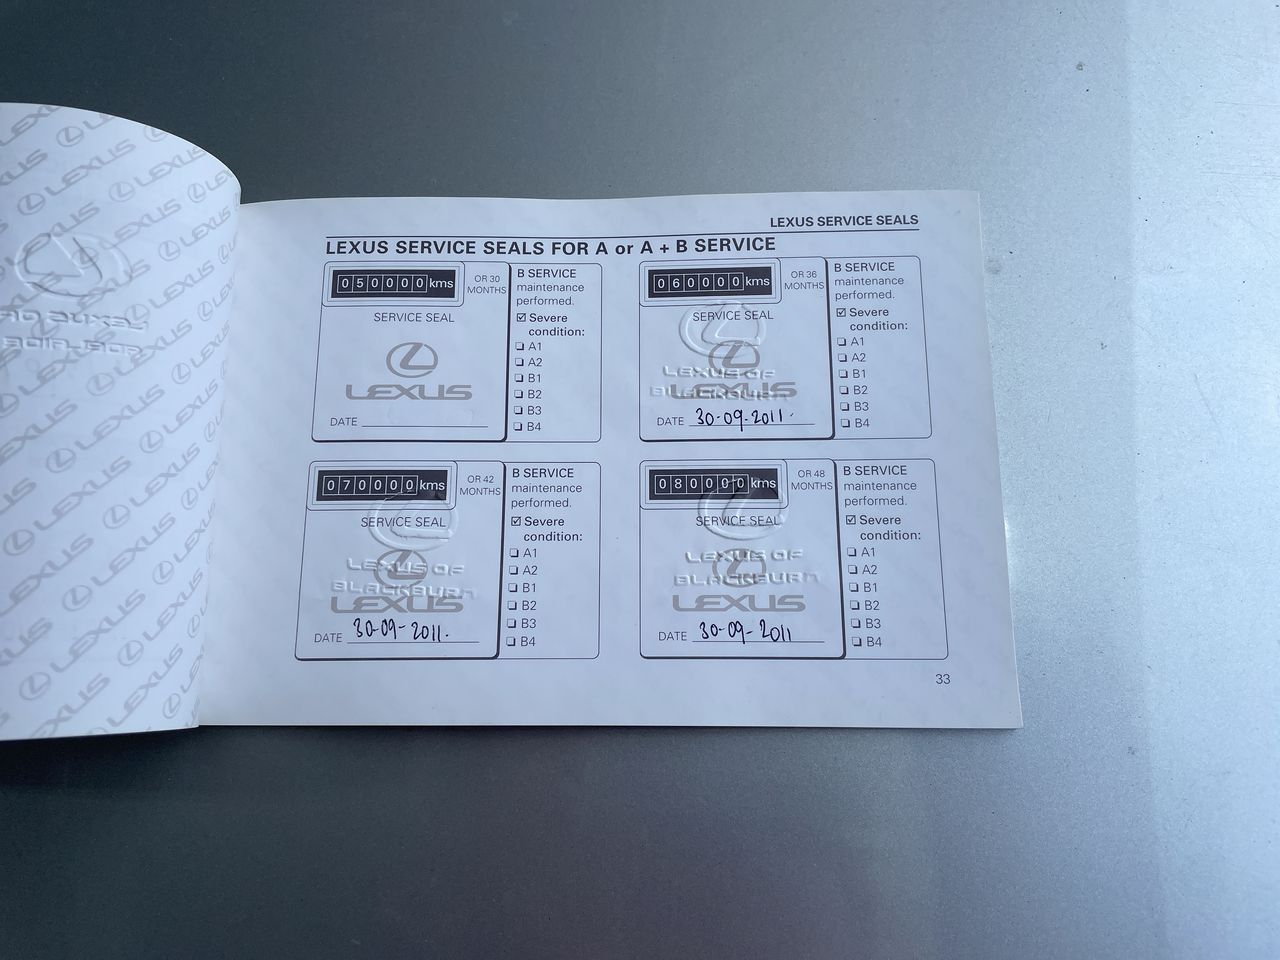 LEXUS SERVICE SEALS
LEXUS SERVICE SEALS FOR A or A + B SERVICE
050000 kms
OR 30
MONTHS
SERVICE SEAL
LEXUS
DATE
B SERVICE
maintenance
performed.
☑ Severe
condition:
❑ A1
❑ A2
❑ B1
❑ B2
❑ B3
❑ B4
060000 kms
OR 36
MONTHS
SERVICE SEAL
LEXUS OF
BLACKBURN
LEXUS
DATE 30-09-2011.
B SERVICE
maintenance
performed.
☑ Severe
condition:
❑ A1
❑ A2
❑ B1
❑ B2
❑ B3
❑ B4
070000 kms
OR 42
MONTHS
SERVICE SEAL
LEXUS OF
BLACKBURN
LEXUS
DATE 30-09-2011.
B SERVICE
maintenance
performed.
☑ Severe
condition:
❑ A1
❑ A2
❑ B1
❑ B2
❑ B3
❑ B4
080000 kms
OR 48
MONTHS
SERVICE SEAL
LEXUS OF
BLACKBURN
LEXUS
DATE 30-09-2011
B SERVICE
maintenance
performed.
☑ Severe
condition:
❑ A1
❑ A2
❑ B1
❑ B2
❑ B3
❑ B4
33